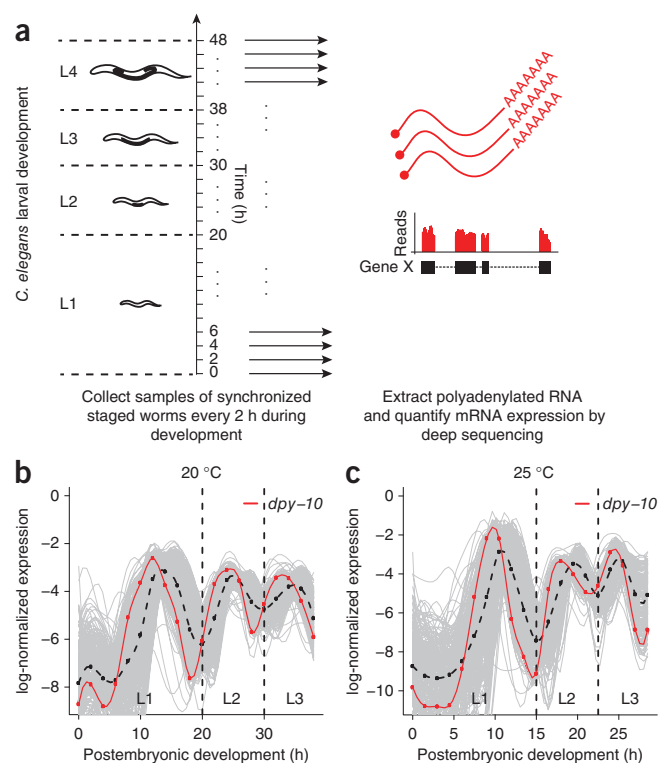 a
C. elegans larval development
L4
L3
L2
L1
48
38
30
20
6
4
2
0
Time (h)
Collect samples of synchronized
staged worms every 2 h during
development
AAAAAAA
AAAAAAA
AAAAAAA
Reads
Gene X
Extract polyadenylated RNA
and quantify mRNA expression by
deep sequencing
b
20 °C
dpy-10
log-normalized expression
0
−2
−4
−6
−8
L1
L2
L3
0
10
20
30
Postembryonic development (h)
c
25 °C
dpy-10
log-normalized expression
0
−2
−4
−6
−8
−10
L1
L2
L3
0
5
10
15
20
25
Postembryonic development (h)